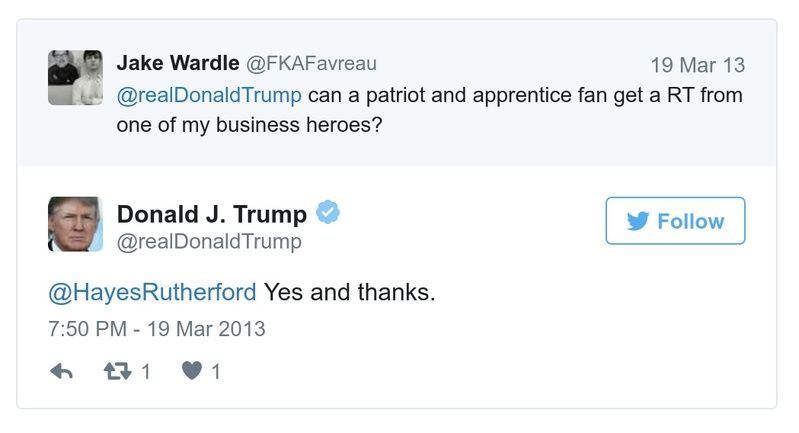 Jake Wardle @FKAFavreau 19 Mar 13
@realDonaldTrump can a patriot and apprentice fan get a RT from
one of my business heroes?
Donald J. Trump
@realDonaldTrump
Follow
@HayesRutherford Yes and thanks.
7:50 PM - 19 Mar 2013
1 1